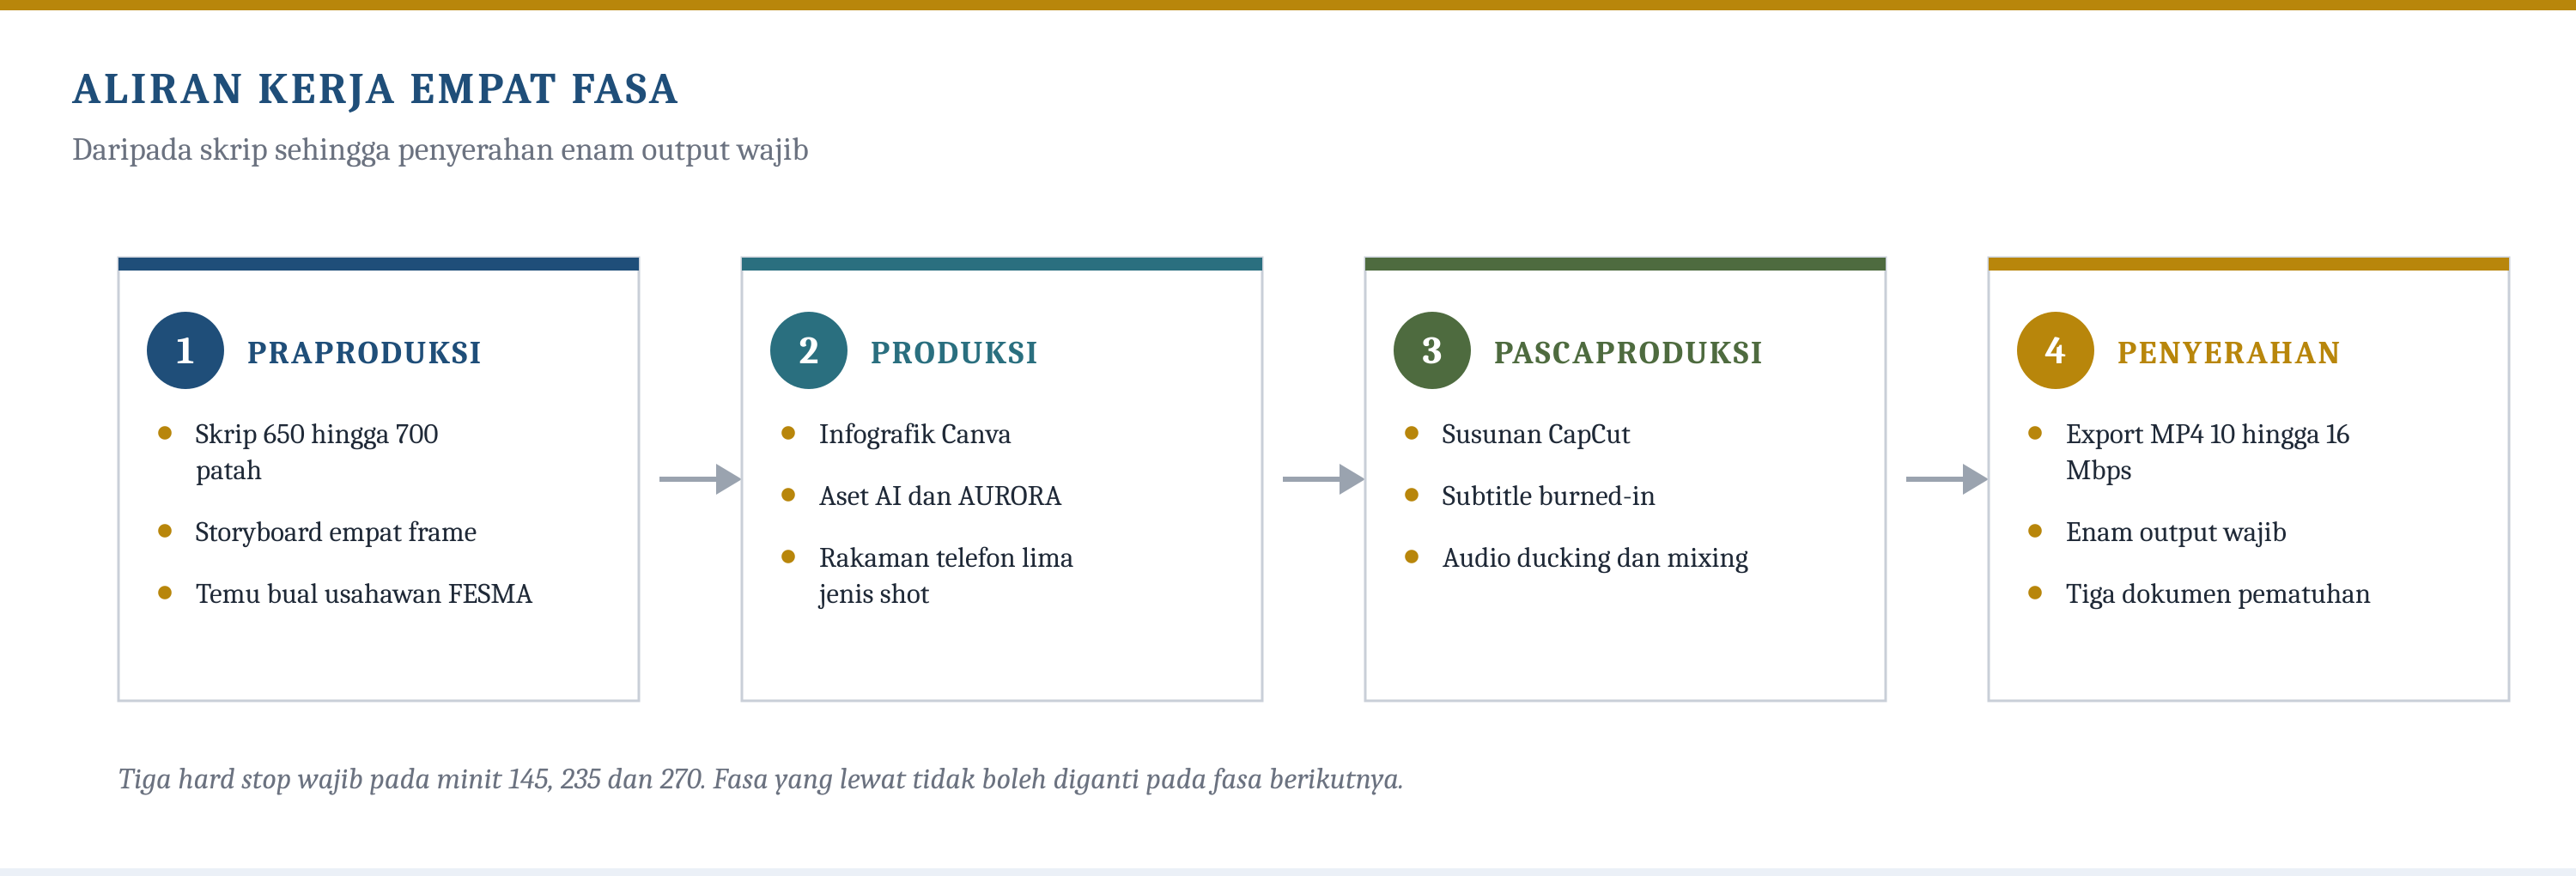 ALIRAN KERJA EMPAT FASA
Daripada skrip sehingga penyerahan enam output wajib
1 PRAPRODUKSI
Skrip 650 hingga 700
patah
Storyboard empat frame
Temu bual usahawan FESMA
2 PRODUKSI
Infografik Canva
Aset AI dan AURORA
Rakaman telefon lima
jenis shot
3 PASCAPRODUKSI
Susunan CapCut
Subtitle burned-in
Audio ducking dan mixing
4 PENYERAHAN
Export MP4 10 hingga 16
Mbps
Enam output wajib
Tiga dokumen pematuhan
Tiga hard stop wajib pada minit 145, 235 dan 270. Fasa yang lewat tidak boleh diganti pada fasa berikutnya.